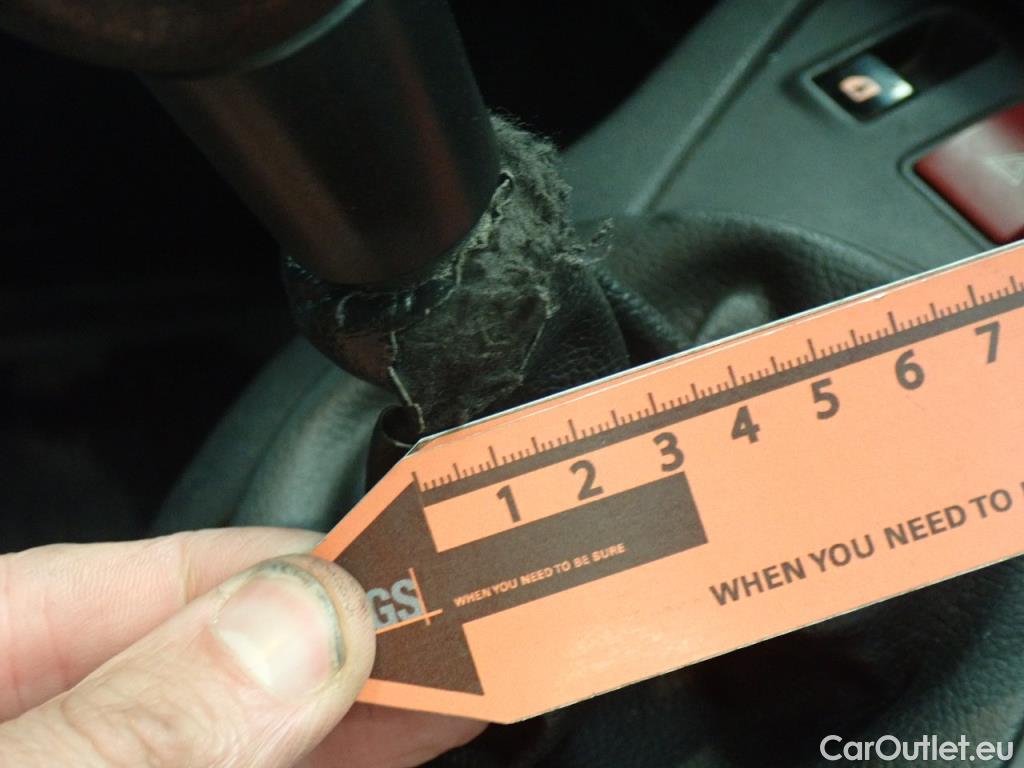 1 2 3 4 5 6 7
GS
WHEN YOU NEED TO BE SURE
WHEN YOU NEED TO
CarOutlet.eu